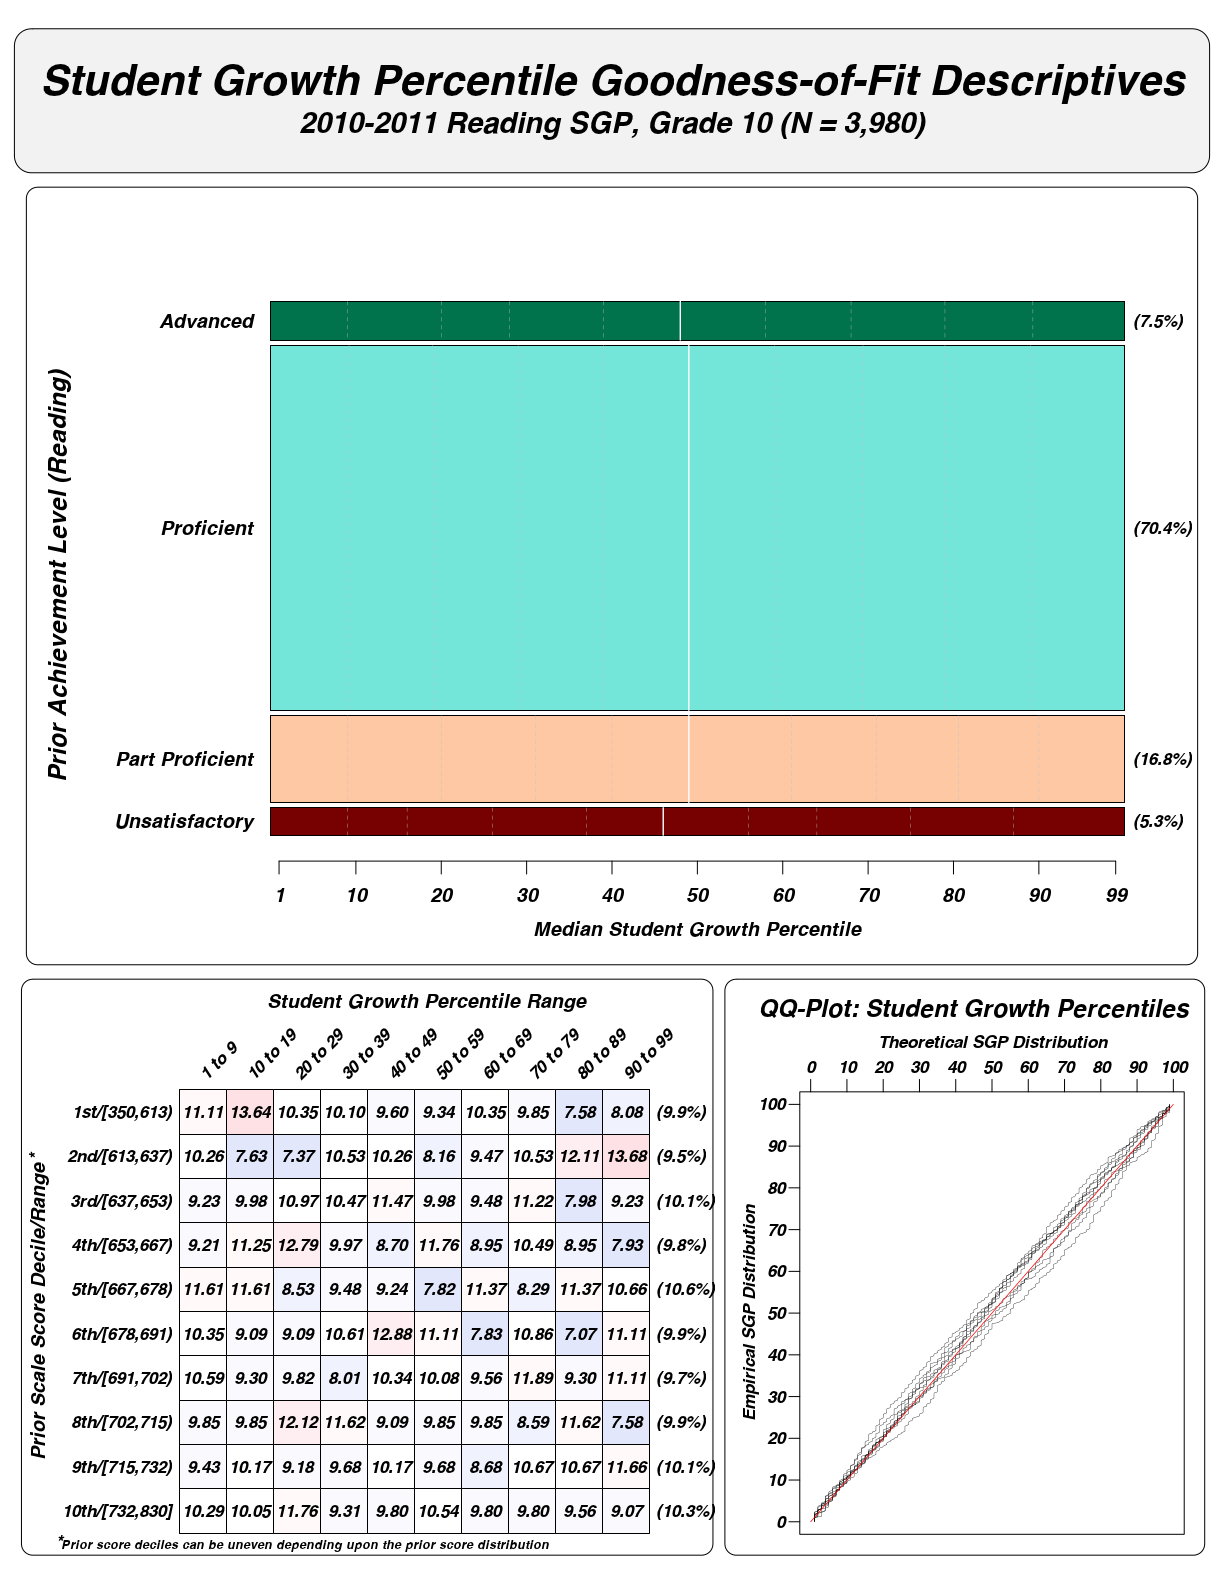 Student Growth Percentile Goodness-of-Fit Descriptives
2010-2011 Reading SGP, Grade 10 (N = 3,980)
Prior Achievement Level (Reading)
Advanced (7.5%)
Proficient (70.4%)
Part Proficient (16.8%)
Unsatisfactory (5.3%)
1 10 20 30 40 50 60 70 80 90 99
Median Student Growth Percentile
Student Growth Percentile Range
1 to 9 10 to 19 20 to 29 30 to 39 40 to 49 50 to 59 60 to 69 70 to 79 80 to 89 90 to 99
Prior Scale Score Decile/Range*
1st/[350,613) 11.11 13.64 10.35 10.10 9.60 9.34 10.35 9.85 7.58 8.08 (9.9%)
2nd/[613,637) 10.26 7.63 7.37 10.53 10.26 8.16 9.47 10.53 12.11 13.68 (9.5%)
3rd/[637,653) 9.23 9.98 10.97 10.47 11.47 9.98 9.48 11.22 7.98 9.23 (10.1%)
4th/[653,667) 9.21 11.25 12.79 9.97 8.70 11.76 8.95 10.49 8.95 7.93 (9.8%)
5th/[667,678) 11.61 11.61 8.53 9.48 9.24 7.82 11.37 8.29 11.37 10.66 (10.6%)
6th/[678,691) 10.35 9.09 9.09 10.61 12.88 11.11 7.83 10.86 7.07 11.11 (9.9%)
7th/[691,702) 10.59 9.30 9.82 8.01 10.34 10.08 9.56 11.89 9.30 11.11 (9.7%)
8th/[702,715) 9.85 9.85 12.12 11.62 9.09 9.85 9.85 8.59 11.62 7.58 (9.9%)
9th/[715,732) 9.43 10.17 9.18 9.68 10.17 9.68 8.68 10.67 10.67 11.66 (10.1%)
10th/[732,830] 10.29 10.05 11.76 9.31 9.80 10.54 9.80 9.80 9.56 9.07 (10.3%)
*Prior score deciles can be uneven depending upon the prior score distribution
QQ-Plot: Student Growth Percentiles
Theoretical SGP Distribution
0 10 20 30 40 50 60 70 80 90 100
Empirical SGP Distribution
100
90
80
70
60
50
40
30
20
10
0